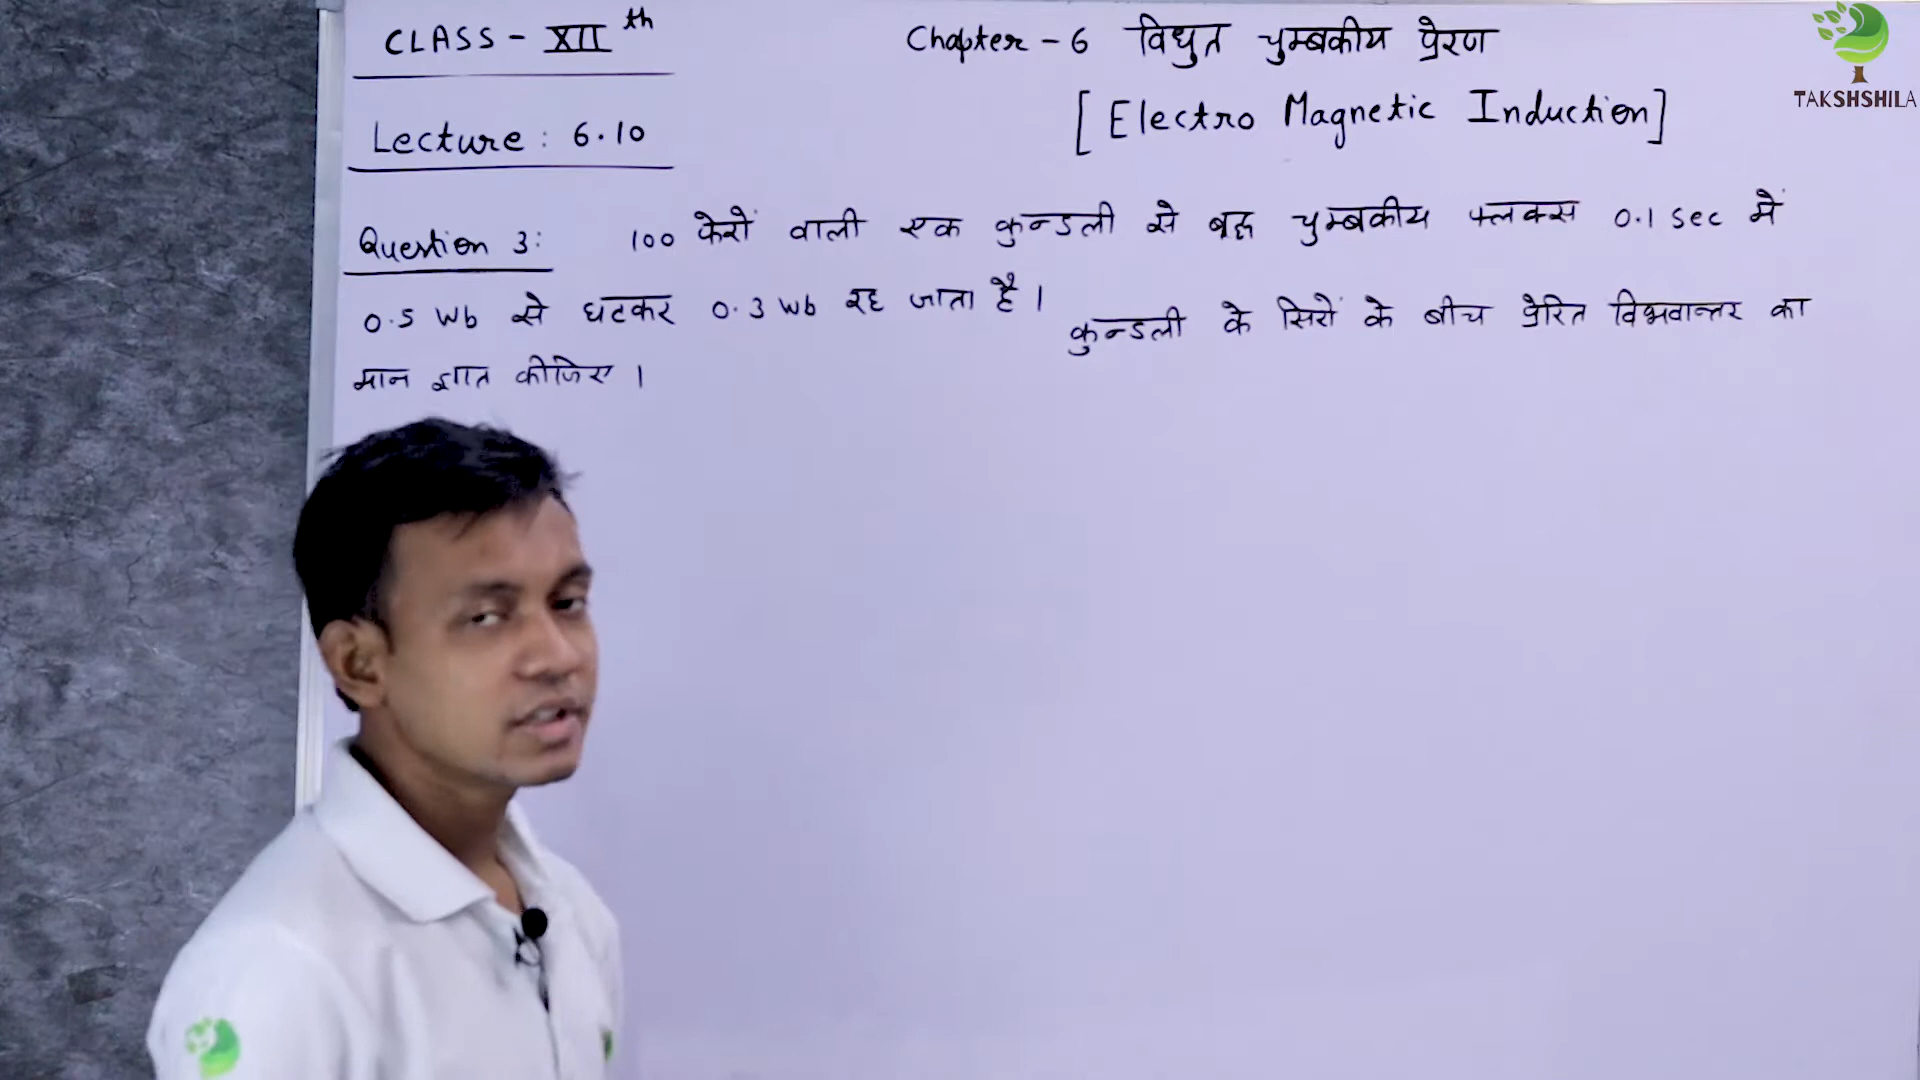 CLASS - XII th
Chapter - 6 विद्युत चुम्बकीय प्रेरण
[Electro Magnetic Induction]
TAKSHSHILA
Lecture : 6.10
Question 3: 100 फेरों वाली एक कुन्डली से बद्ध चुम्बकीय फ्लक्स 0.1 sec में
0.5 Wb से घटकर 0.3 Wb रह जाता है। कुन्डली के सिरों के बीच प्रेरित विभवान्तर का
मान ज्ञात कीजिए।